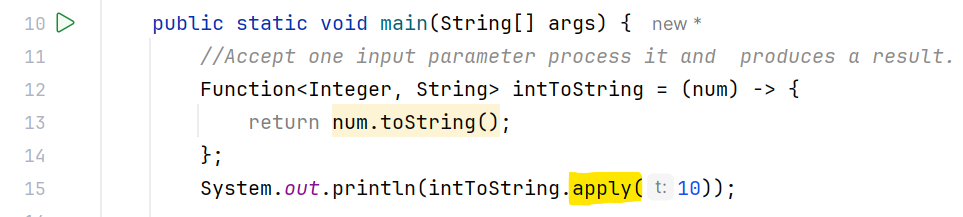 10 public static void main(String[] args) { new *
11 //Accept one input parameter process it and  produces a result.
12 Function<Integer, String> intToString = (num) -> {
13 return num.toString();
14 };
15 System.out.println(intToString.apply( t: 10));